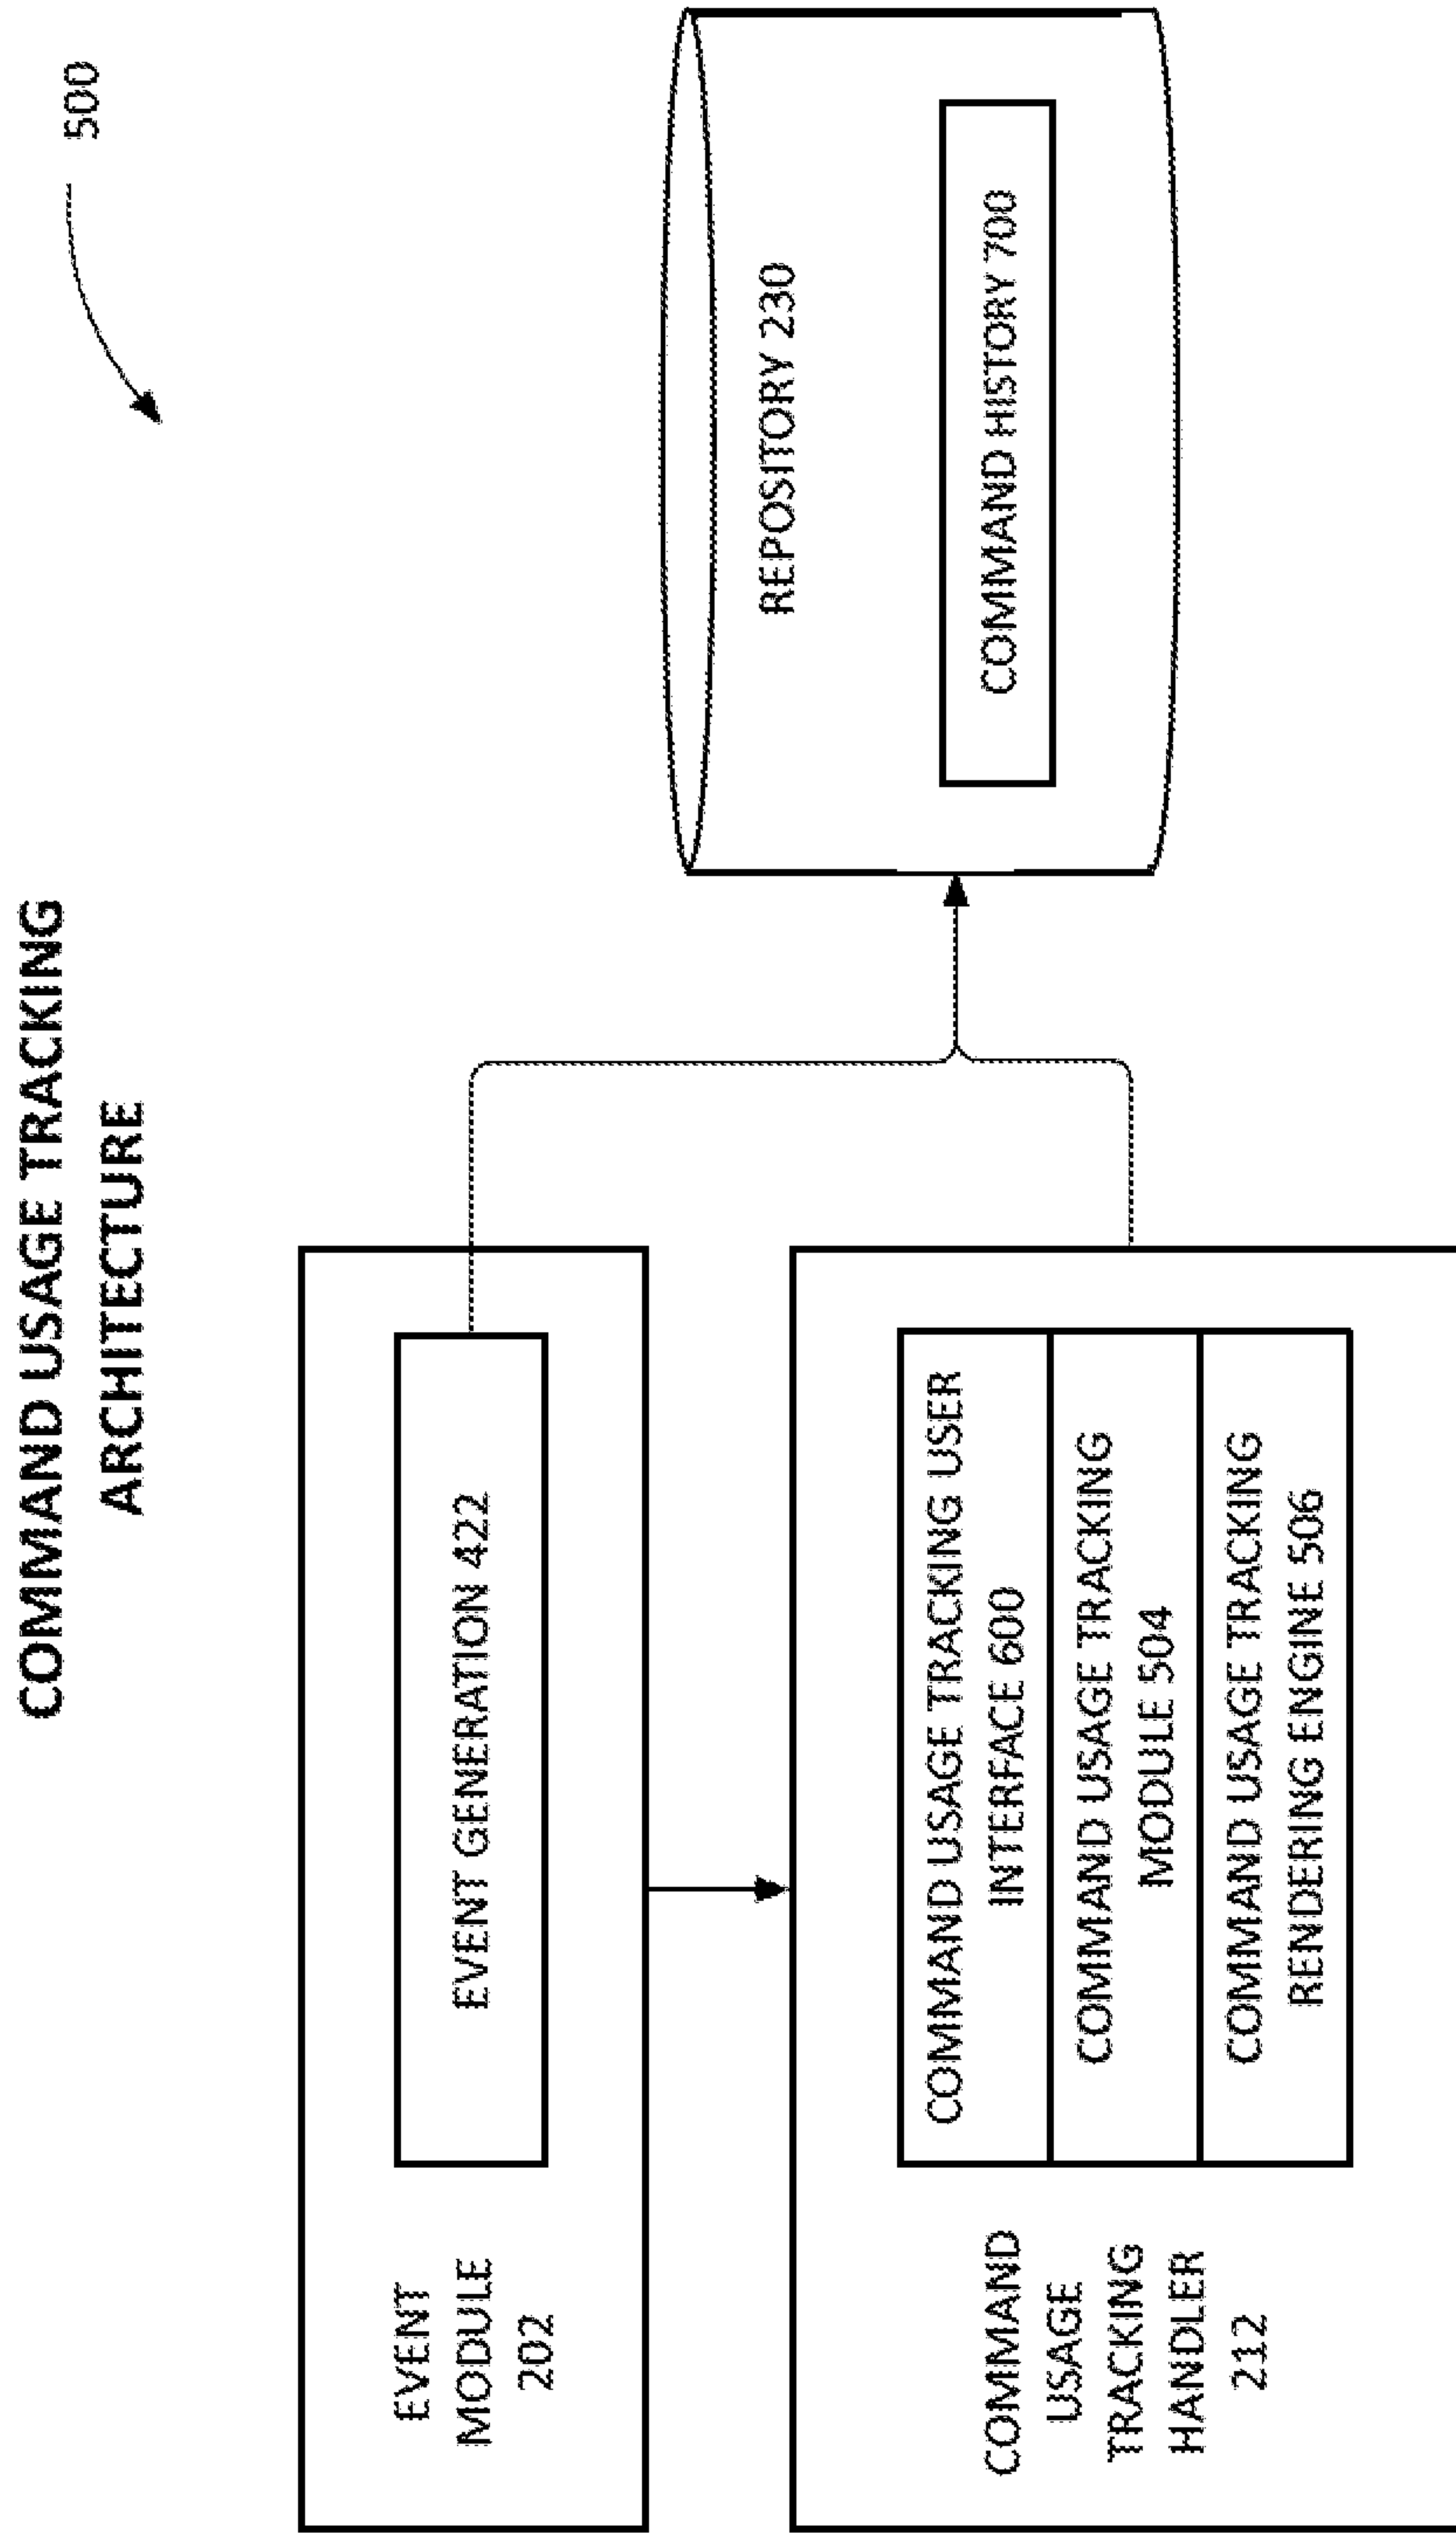 COMMAND USAGE TRACKING
ARCHITECTURE
500
EVENT
MODULE
202
EVENT GENERATION 422
COMMAND
USAGE
TRACKING
HANDLER
212
COMMAND USAGE TRACKING USER
INTERFACE 600
COMMAND USAGE TRACKING
MODULE 504
COMMAND USAGE TRACKING
RENDERING ENGINE 506
REPOSITORY 230
COMMAND HISTORY 700